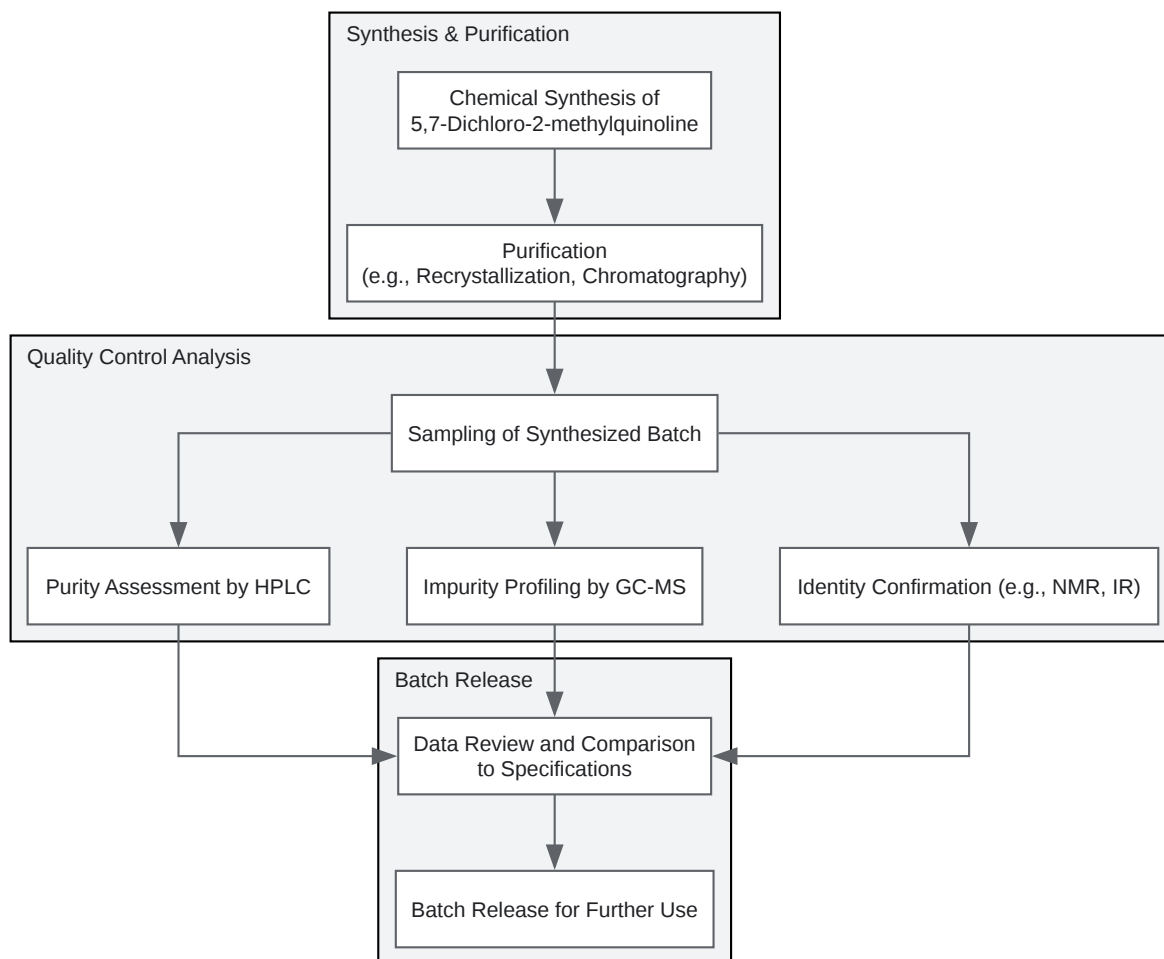 Synthesis & Purification
Chemical Synthesis of
5,7-Dichloro-2-methylquinoline
Purification
(e.g., Recrystallization, Chromatography)
Quality Control Analysis
Sampling of Synthesized Batch
Purity Assessment by HPLC
Impurity Profiling by GC-MS
Identity Confirmation (e.g., NMR, IR)
Batch Release
Data Review and Comparison
to Specifications
Batch Release for Further Use